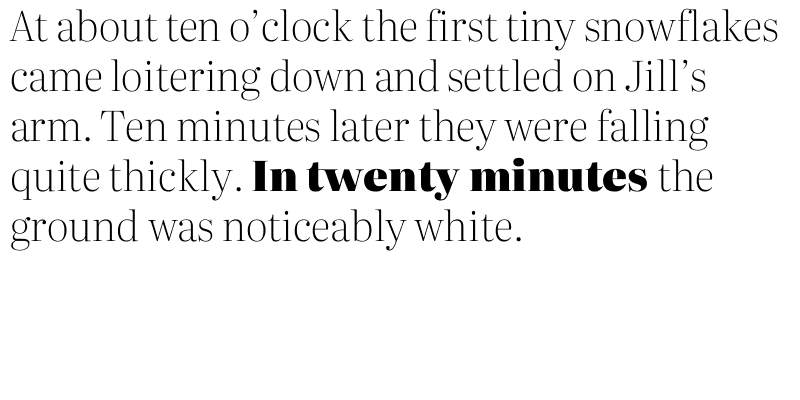 At about ten o’clock the first tiny snowflakes
came loitering down and settled on Jill’s
arm. Ten minutes later they were falling
quite thickly. In twenty minutes the
ground was noticeably white.